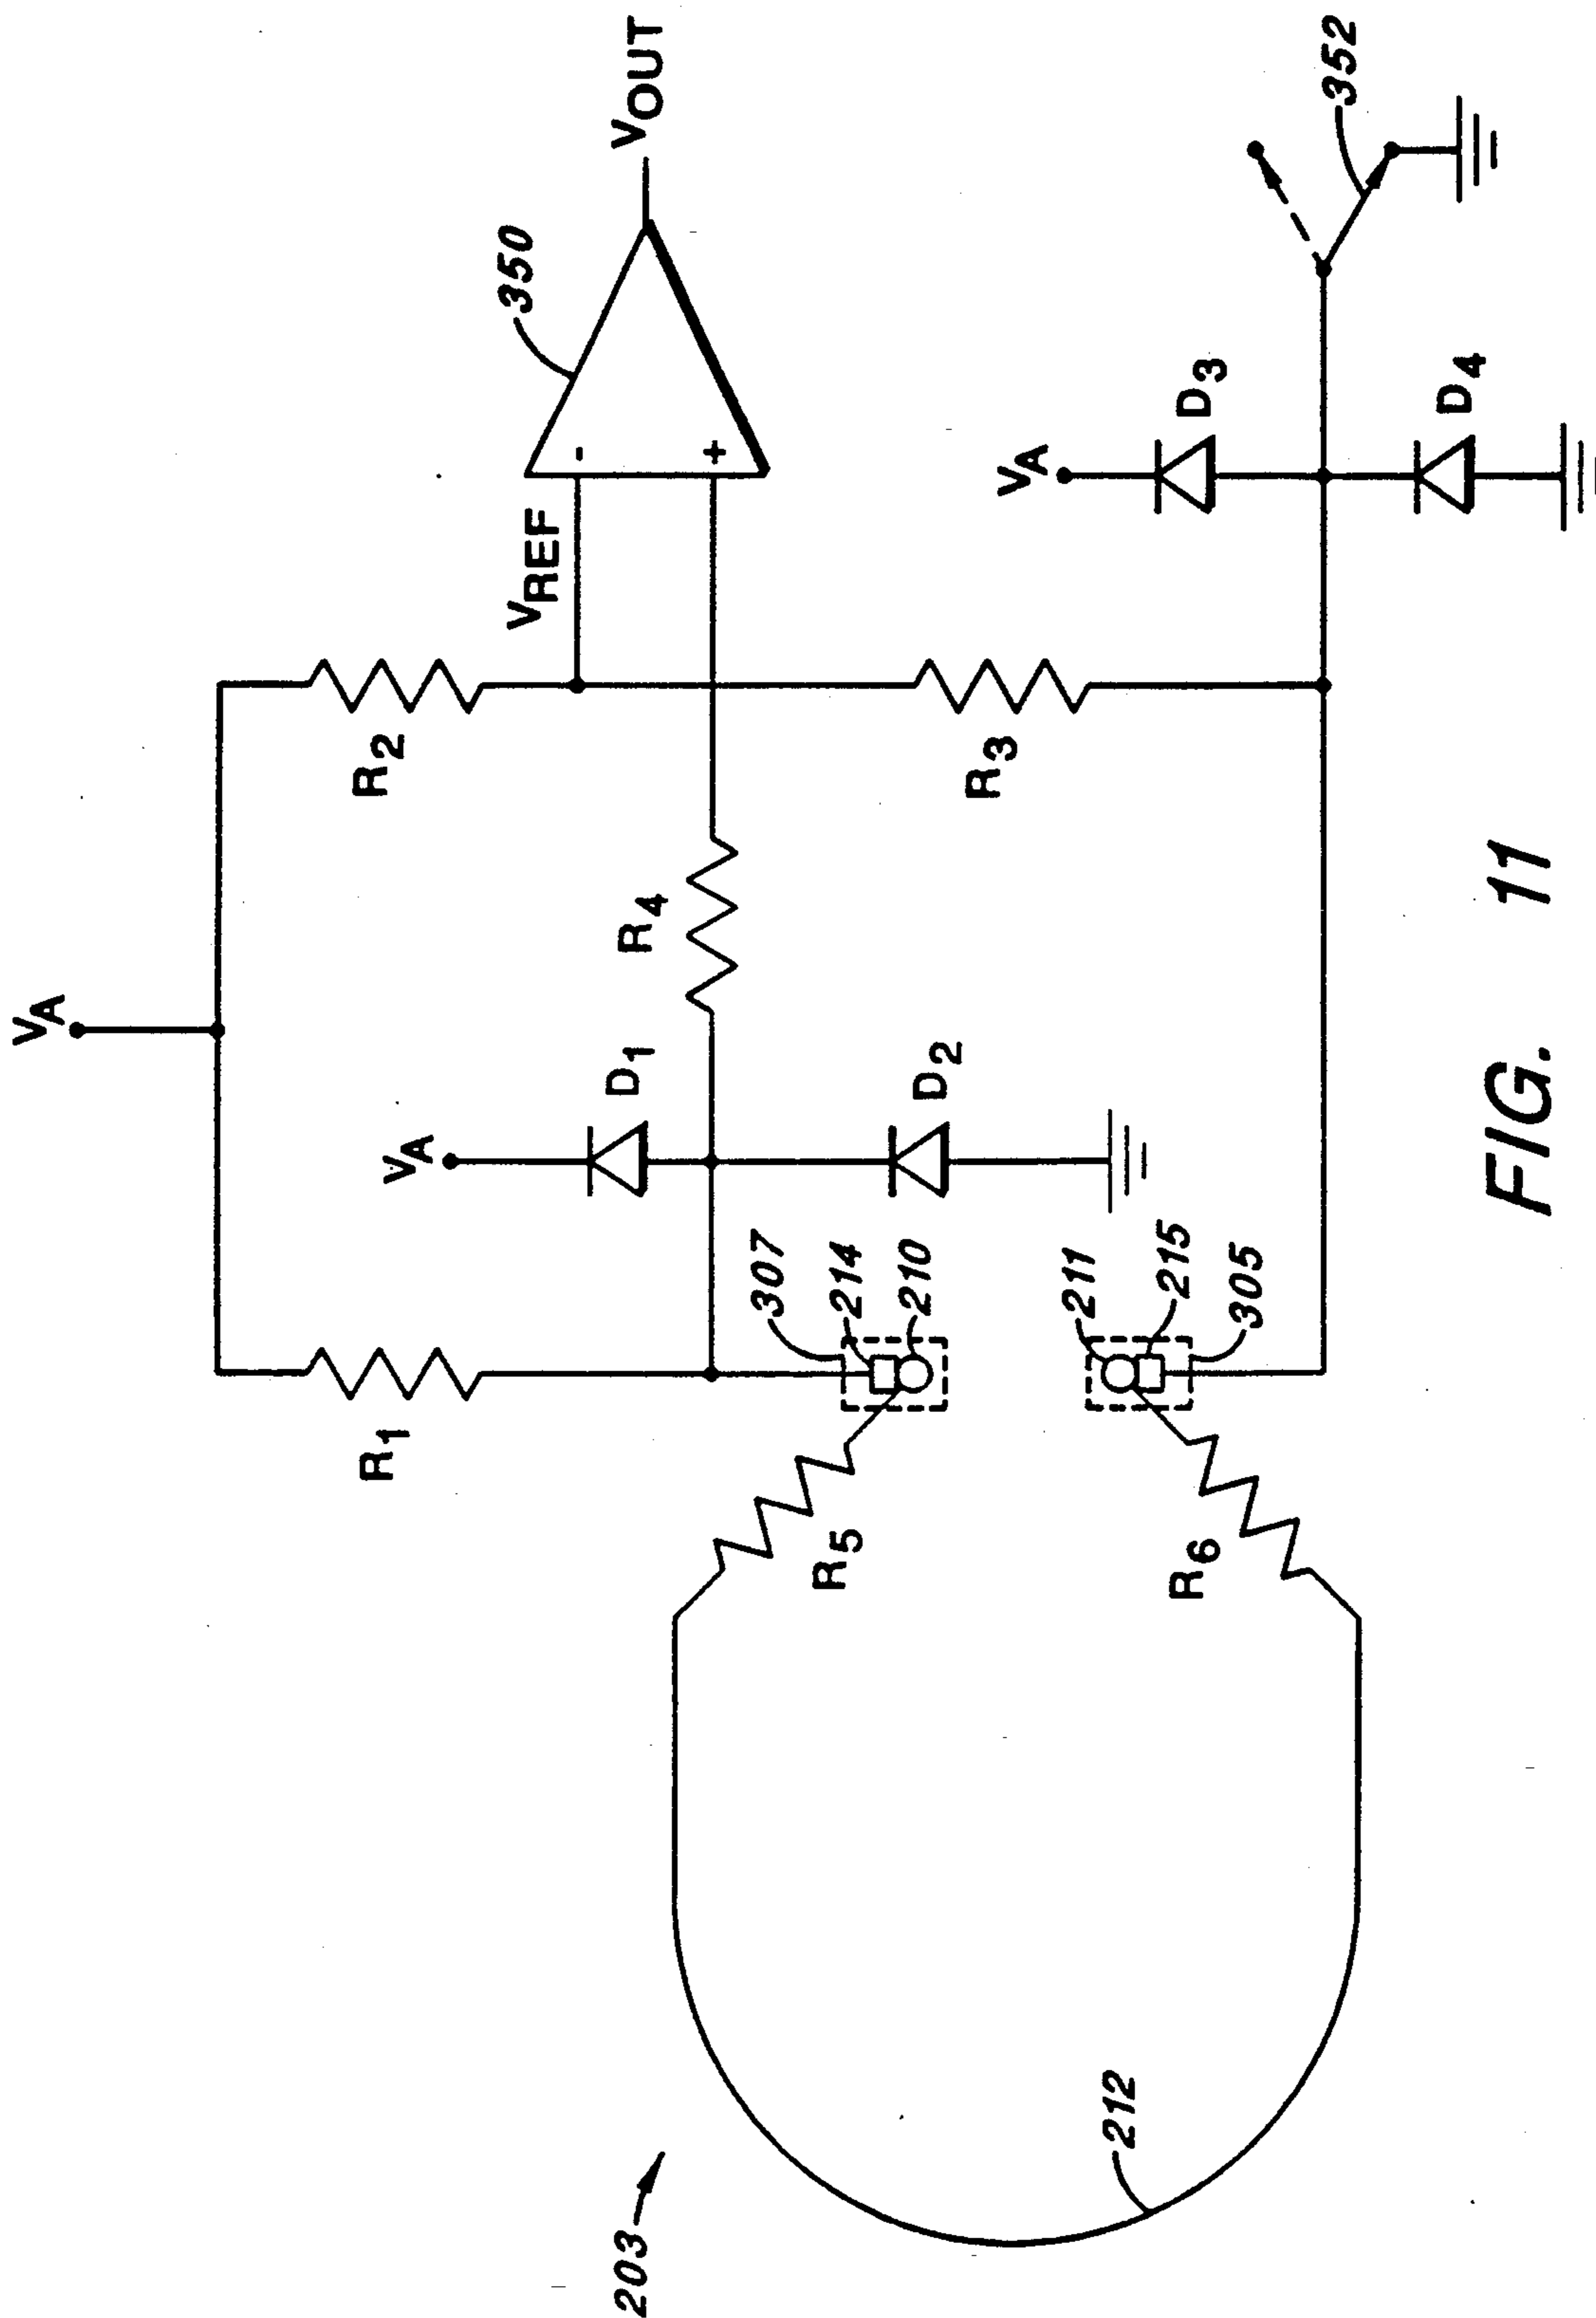 VA
R1
R2
VREF
350
-
+
VOUT
VA
D1
R4
D2
307
214
210
R5
203
212
R6
211
215
305
R3
VA
D3
D4
352
FIG. 11